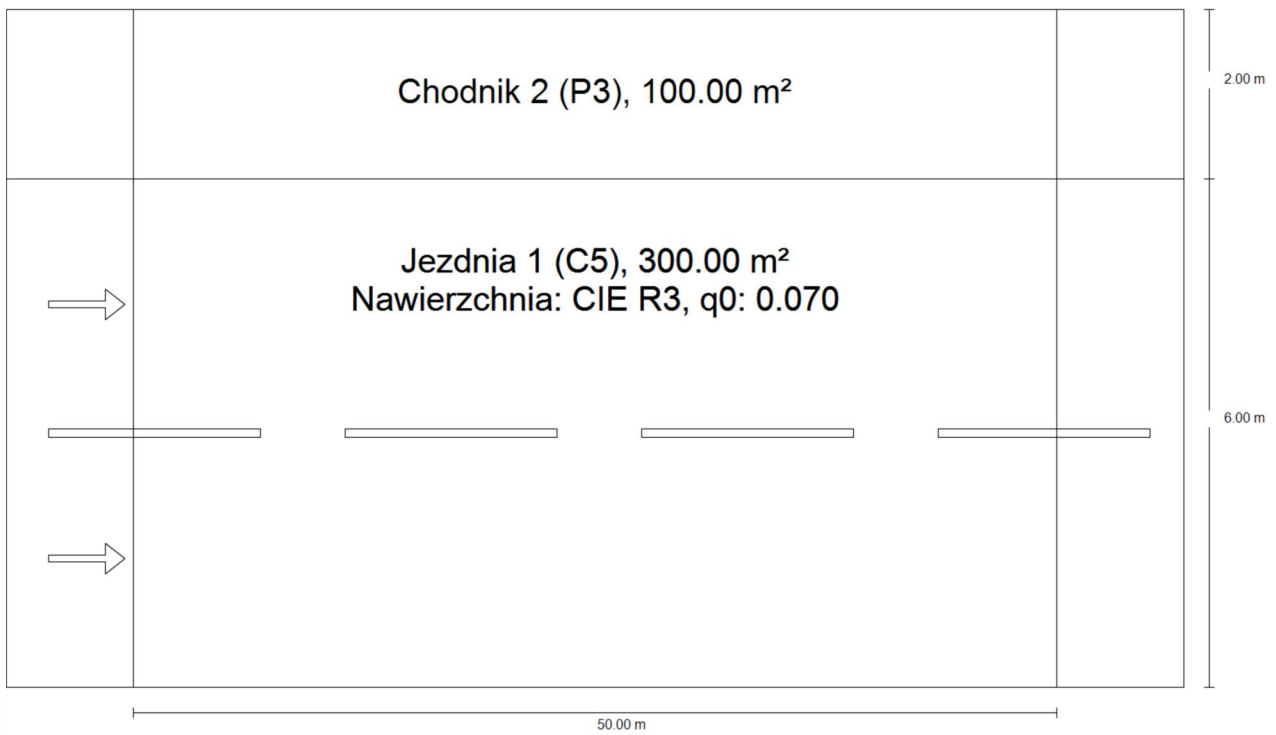 Chodnik 2 (P3), 100.00 m²
2.00 m
Jezdnia 1 (C5), 300.00 m²
Nawierzchnia: CIE R3, q0: 0.070
6.00 m
50.00 m